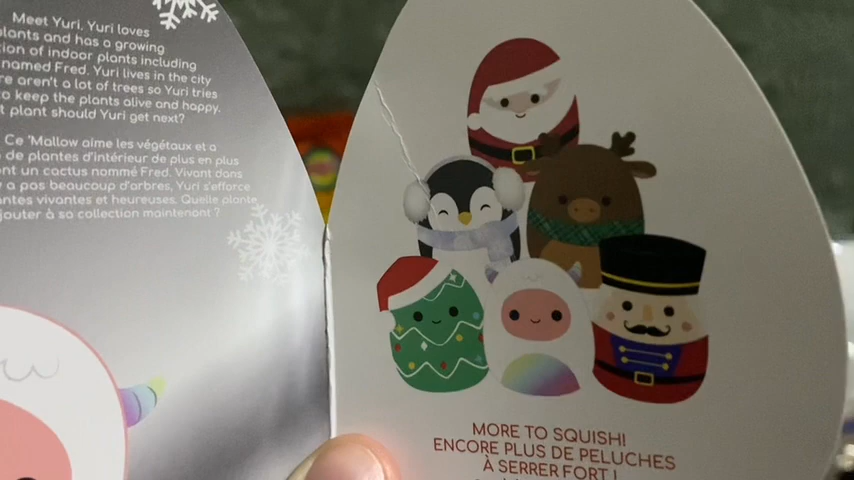 Meet Yuri, Yuri loves
plants and has a growing
tion of indoor plants including
named Fred. Yuri lives in the city
re aren't a lot of trees so Yuri tries
to keep the plants alive and happy.
t plant should Yuri get next?
Ce 'Mallow aime les végétaux et a
de plantes d'intérieur de plus en plus
ont un cactus nommé Fred. Vivant dans
y a pas beaucoup d'arbres, Yuri s'efforce
antes vivantes et heureuses. Quelle plante
ajouter à sa collection maintenant ?
MORE TO SQUISH!
ENCORE PLUS DE PELUCHES
À SERRER FORT !